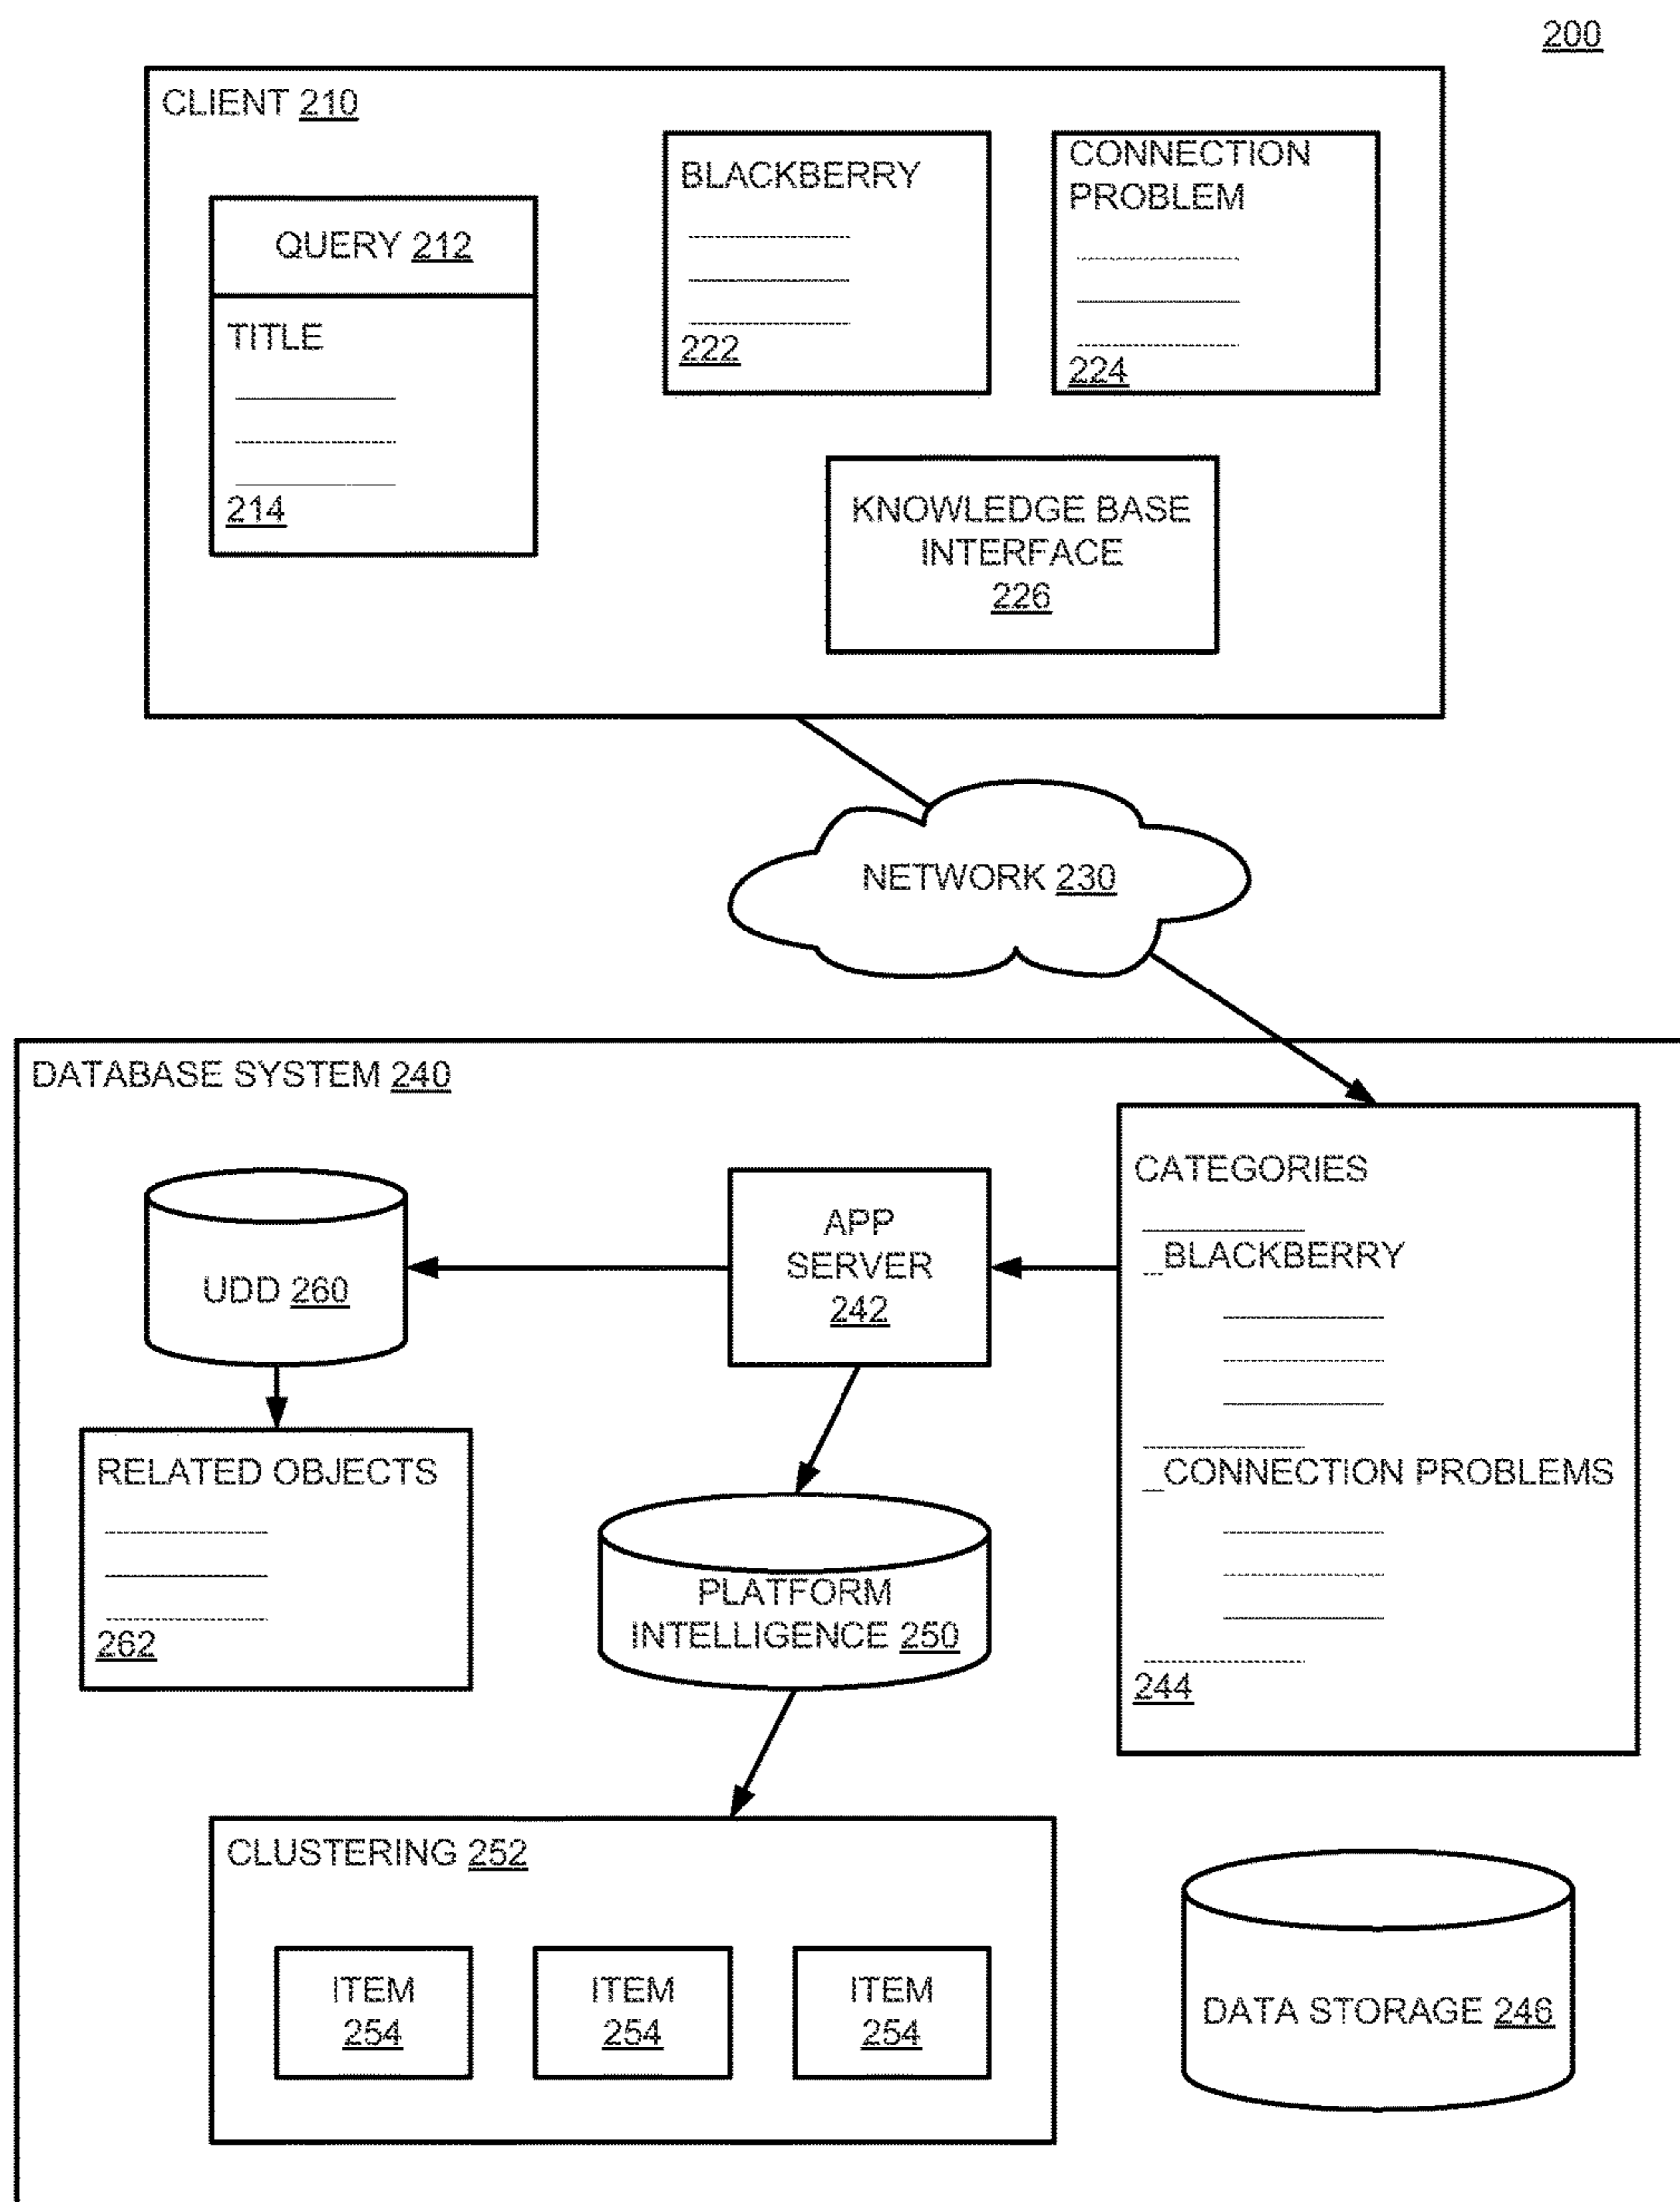 200
CLIENT 210
QUERY 212
TITLE
214
BLACKBERRY
222
CONNECTION
PROBLEM
224
KNOWLEDGE BASE
INTERFACE
226
NETWORK 230
DATABASE SYSTEM 240
UDD 260
APP
SERVER
242
CATEGORIES
_BLACKBERRY
_CONNECTION PROBLEMS
244
RELATED OBJECTS
262
PLATFORM
INTELLIGENCE 250
CLUSTERING 252
ITEM
254
ITEM
254
ITEM
254
DATA STORAGE 246